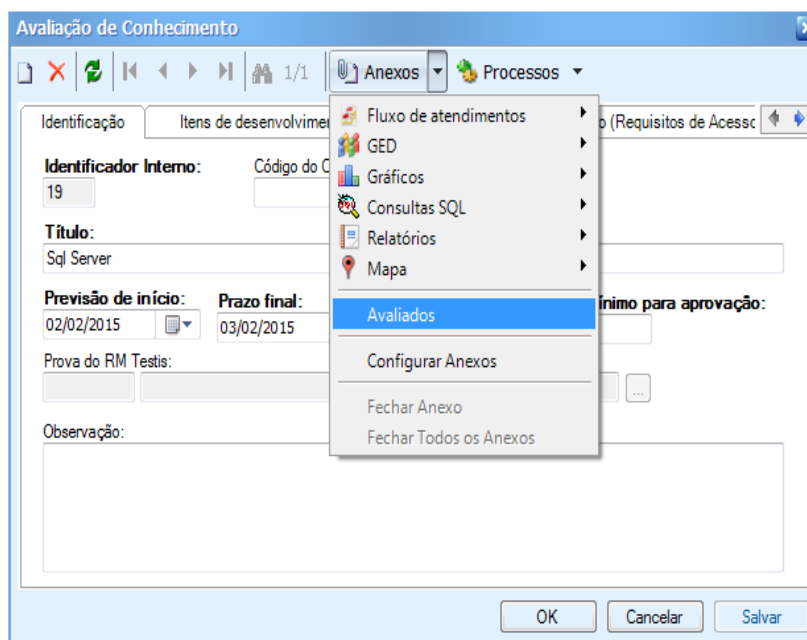 Avaliação de Conhecimento
1/1 Anexos Processos
Identificação Itens de desenvolvimen o (Requisitos de Acesso
Fluxo de atendimentos
GED
Gráficos
Consultas SQL
Relatórios
Mapa
Avaliados
Configurar Anexos
Fechar Anexo
Fechar Todos os Anexos
Identificador Interno: Código do C
19
Título:
Sql Server
Previsão de início: Prazo final: ínimo para aprovação:
02/02/2015 03/02/2015
Prova do RM Testis:
...
Observação:
OK Cancelar Salvar